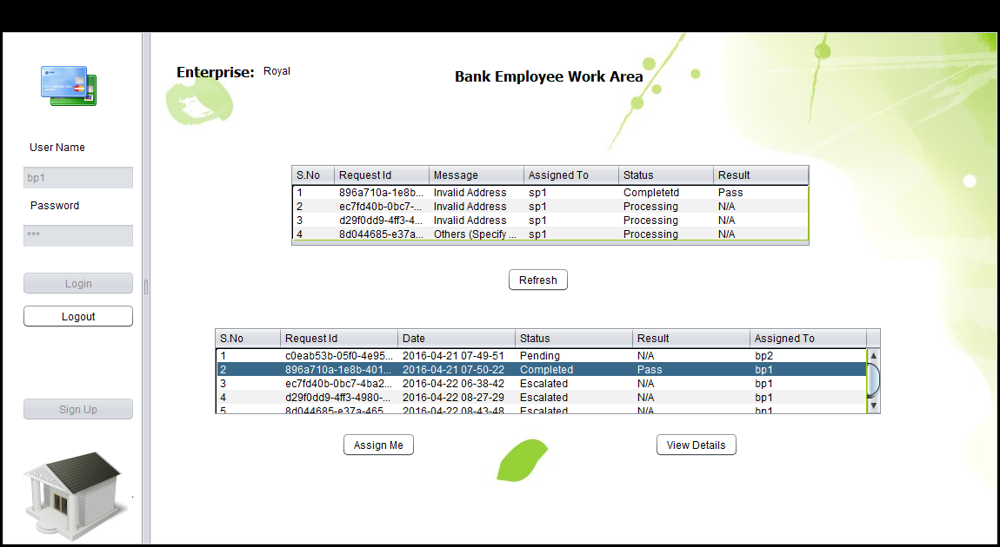 Enterprise: Royal
Bank Employee Work Area
User Name
bp1
Password
***
Login
Logout
Sign Up
BANK
S.No Request Id Message Assigned To Status Result
1 896a710a-1e8b... Invalid Address sp1 Completetd Pass
2 ec7fd40b-0bc7-... Invalid Address sp1 Processing N/A
3 d29f0dd9-4ff3-4... Invalid Address sp1 Processing N/A
4 8d044685-e37a... Others (Specify ... sp1 Processing N/A
Refresh
S.No Request Id Date Status Result Assigned To
1 c0eab53b-05f0-4e95... 2016-04-21 07-49-51 Pending N/A bp2
2 896a710a-1e8b-401... 2016-04-21 07-50-22 Completed Pass bp1
3 ec7fd40b-0bc7-4ba2... 2016-04-22 06-38-42 Escalated N/A bp1
4 d29f0dd9-4ff3-4980-... 2016-04-22 08-27-29 Escalated N/A bp1
5 8d044685-e37a-465... 2016-04-22 08-43-48 Escalated N/A bp1
Assign Me
View Details